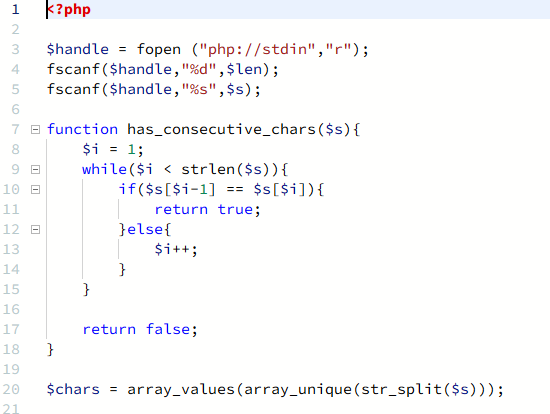 1 <?php
2
3 $handle = fopen ("php://stdin","r");
4 fscanf($handle,"%d",$len);
5 fscanf($handle,"%s",$s);
6
7 function has_consecutive_chars($s){
8     $i = 1;
9     while($i < strlen($s)){
10         if($s[$i-1] == $s[$i]){
11             return true;
12         }else{
13             $i++;
14         }
15     }
16
17     return false;
18 }
19
20 $chars = array_values(array_unique(str_split($s)));
21